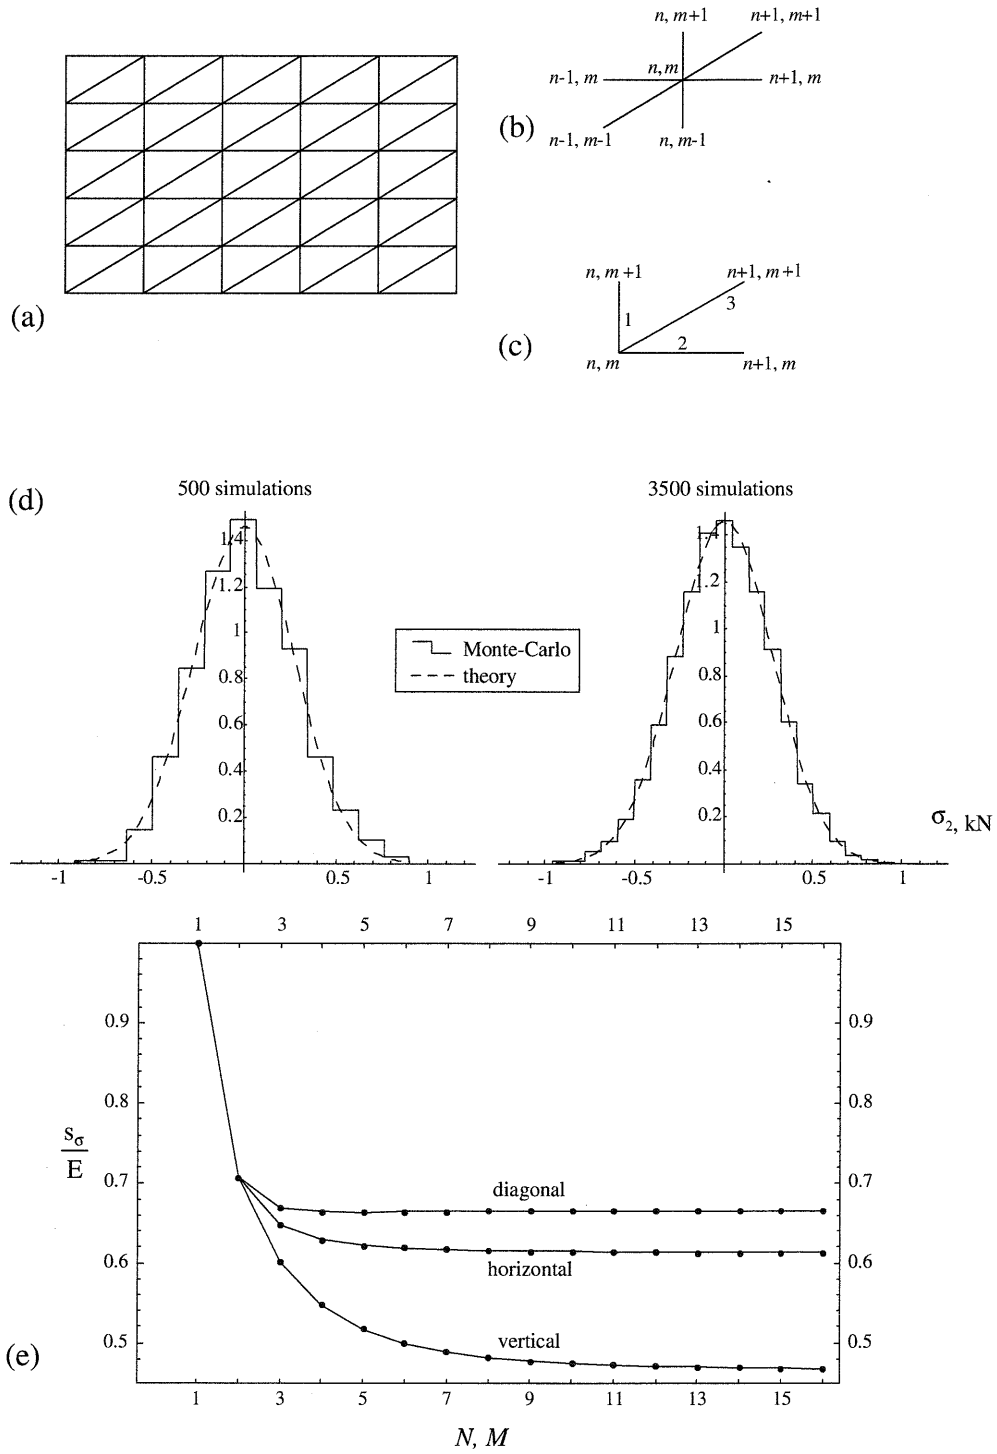 n, m+1 n+1, m+1
n-1, m n, m n+1, m
n-1, m-1 n, m-1
(b)
(a)
n, m+1 n+1, m+1
1 3
2
n, m n+1, m
(c)
(d)
500 simulations 3500 simulations
1.4 1.4
1.2 1.2
1 1
0.8 0.8
0.6 0.6
0.4 0.4
0.2 0.2
Monte-Carlo
theory
σ2, kN
-1 -0.5 0.5 1 -1 -0.5 0.5 1
1 3 5 7 9 11 13 15
0.9 0.9
0.8 0.8
sσ
E
0.7 0.7
diagonal
0.6 0.6
horizontal
0.5 vertical 0.5
(e)
1 3 5 7 9 11 13 15
N, M